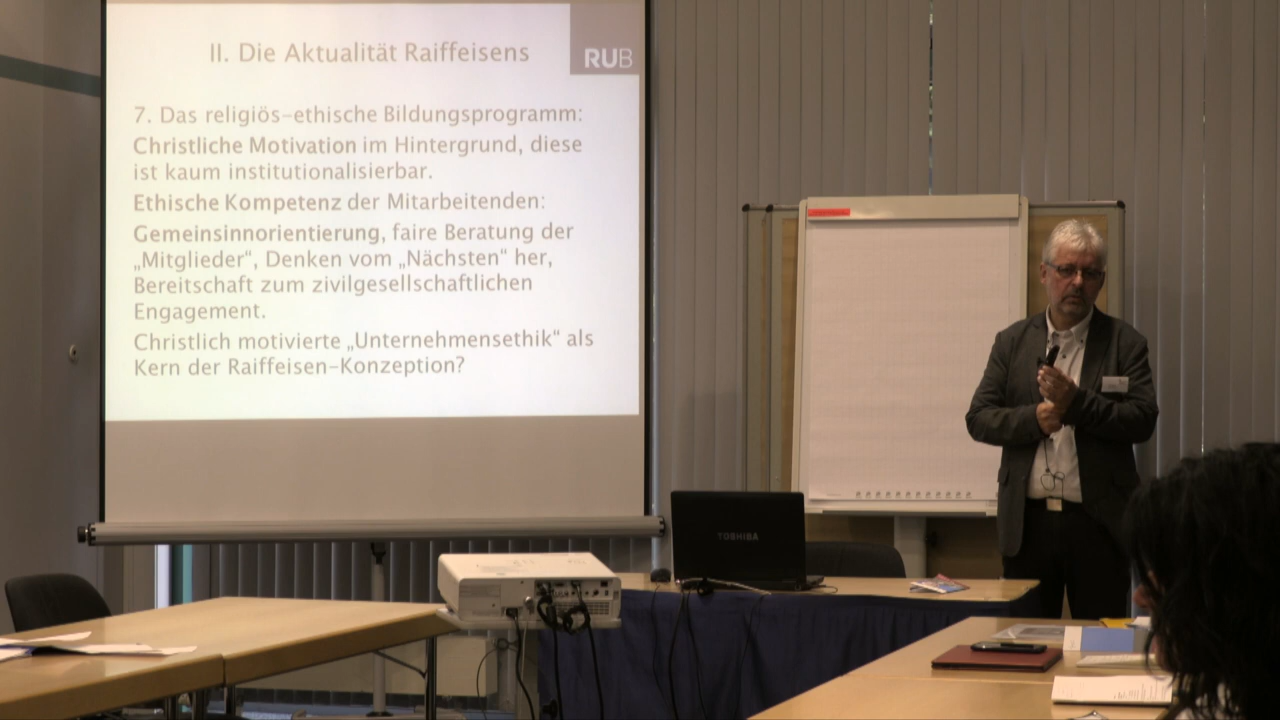 II. Die Aktualität Raiffeisens
RUB
7. Das religiös-ethische Bildungsprogramm:
Christliche Motivation im Hintergrund, diese
ist kaum institutionalisierbar.
Ethische Kompetenz der Mitarbeitenden:
Gemeinsinnorientierung, faire Beratung der
„Mitglieder“, Denken vom „Nächsten“ her,
Bereitschaft zum zivilgesellschaftlichen
Engagement.
Christlich motivierte „Unternehmensethik“ als
Kern der Raiffeisen-Konzeption?
TOSHIBA